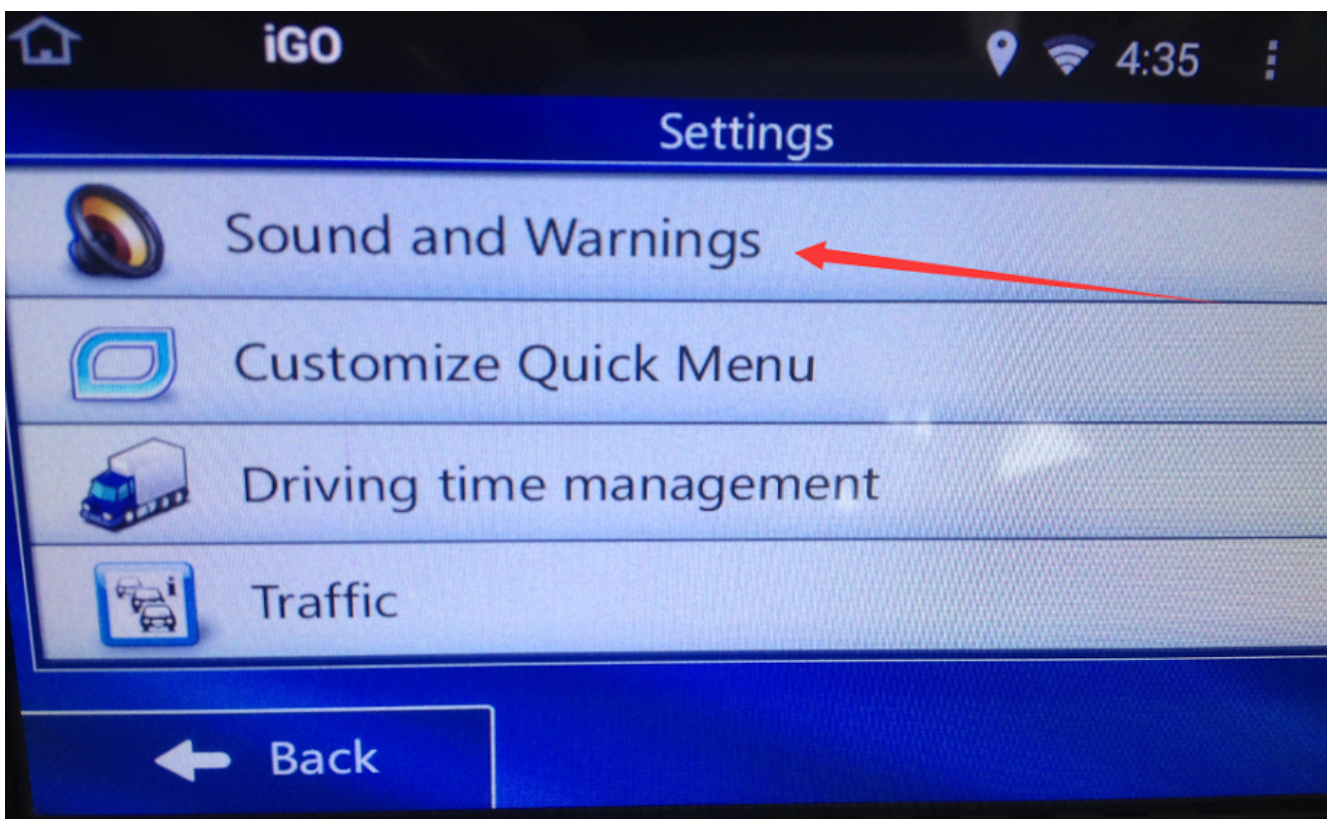 iGO 4:35
Settings
Sound and Warnings
Customize Quick Menu
Driving time management
Traffic
Back